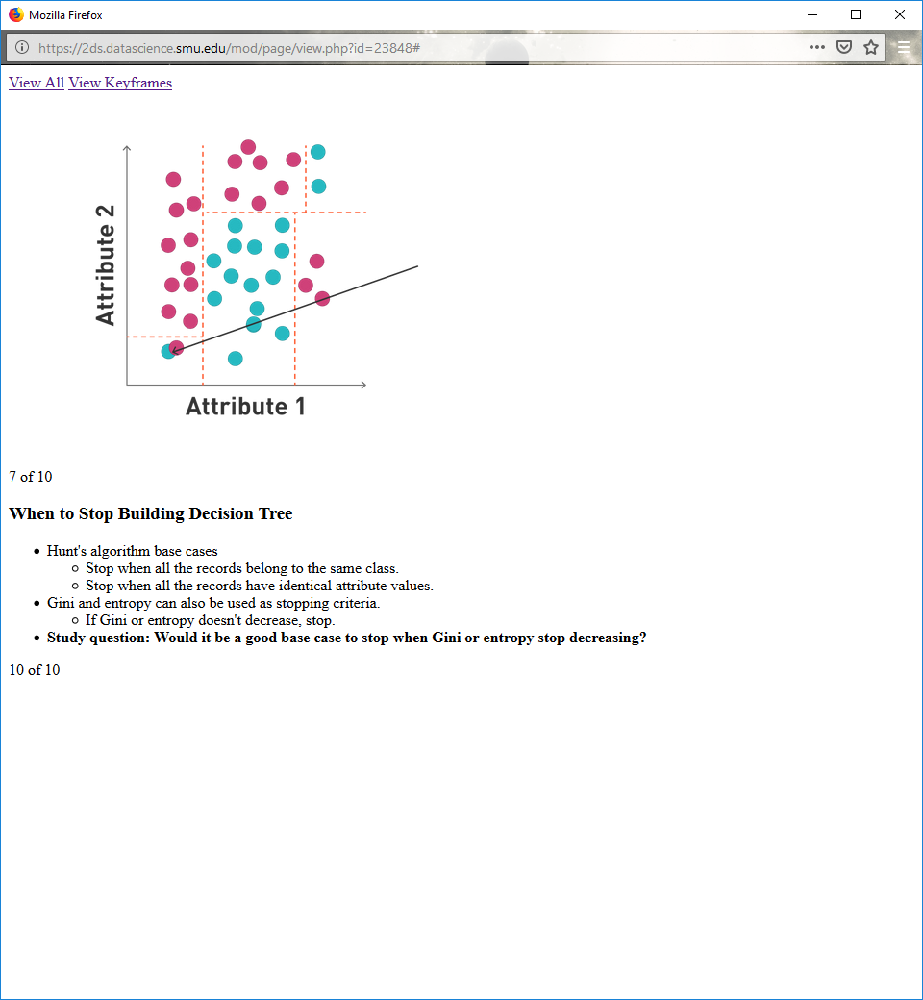 Mozilla Firefox
https://2ds.datascience.smu.edu/mod/page/view.php?id=23848#
View All View Keyframes
Attribute 2
Attribute 1
7 of 10
When to Stop Building Decision Tree
Hunt's algorithm base cases
Stop when all the records belong to the same class.
Stop when all the records have identical attribute values.
Gini and entropy can also be used as stopping criteria.
If Gini or entropy doesn't decrease, stop.
Study question: Would it be a good base case to stop when Gini or entropy stop decreasing?
10 of 10